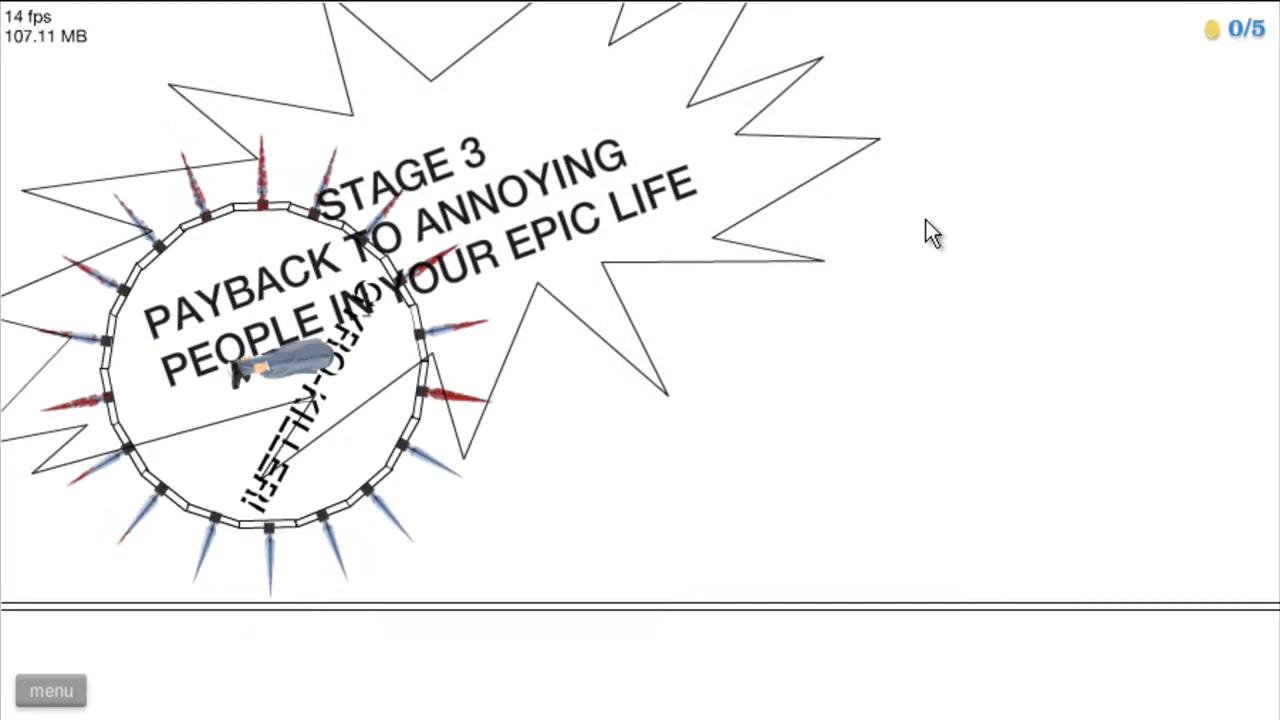 14 fps
107.11 MB
0/5
STAGE 3
PAYBACK TO ANNOYING
PEOPLE IN YOUR EPIC LIFE
menu